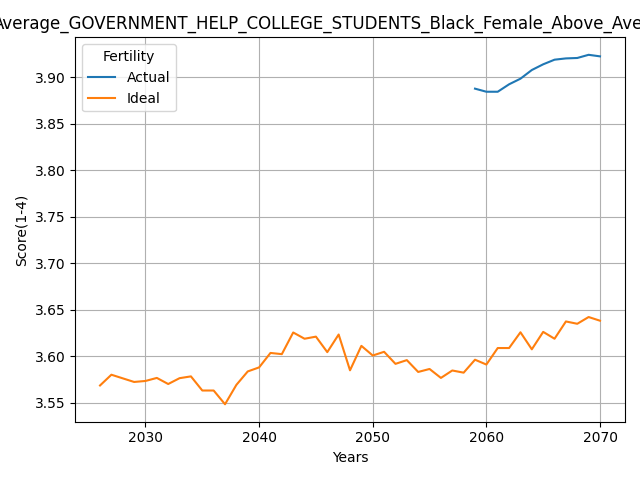 Average_GOVERNMENT_HELP_COLLEGE_STUDENTS_Black_Female_Above_Ave
Fertility
Actual
Ideal
3.90
3.85
3.80
3.75
3.70
3.65
3.60
3.55
Score(1-4)
2030 2040 2050 2060 2070
Years